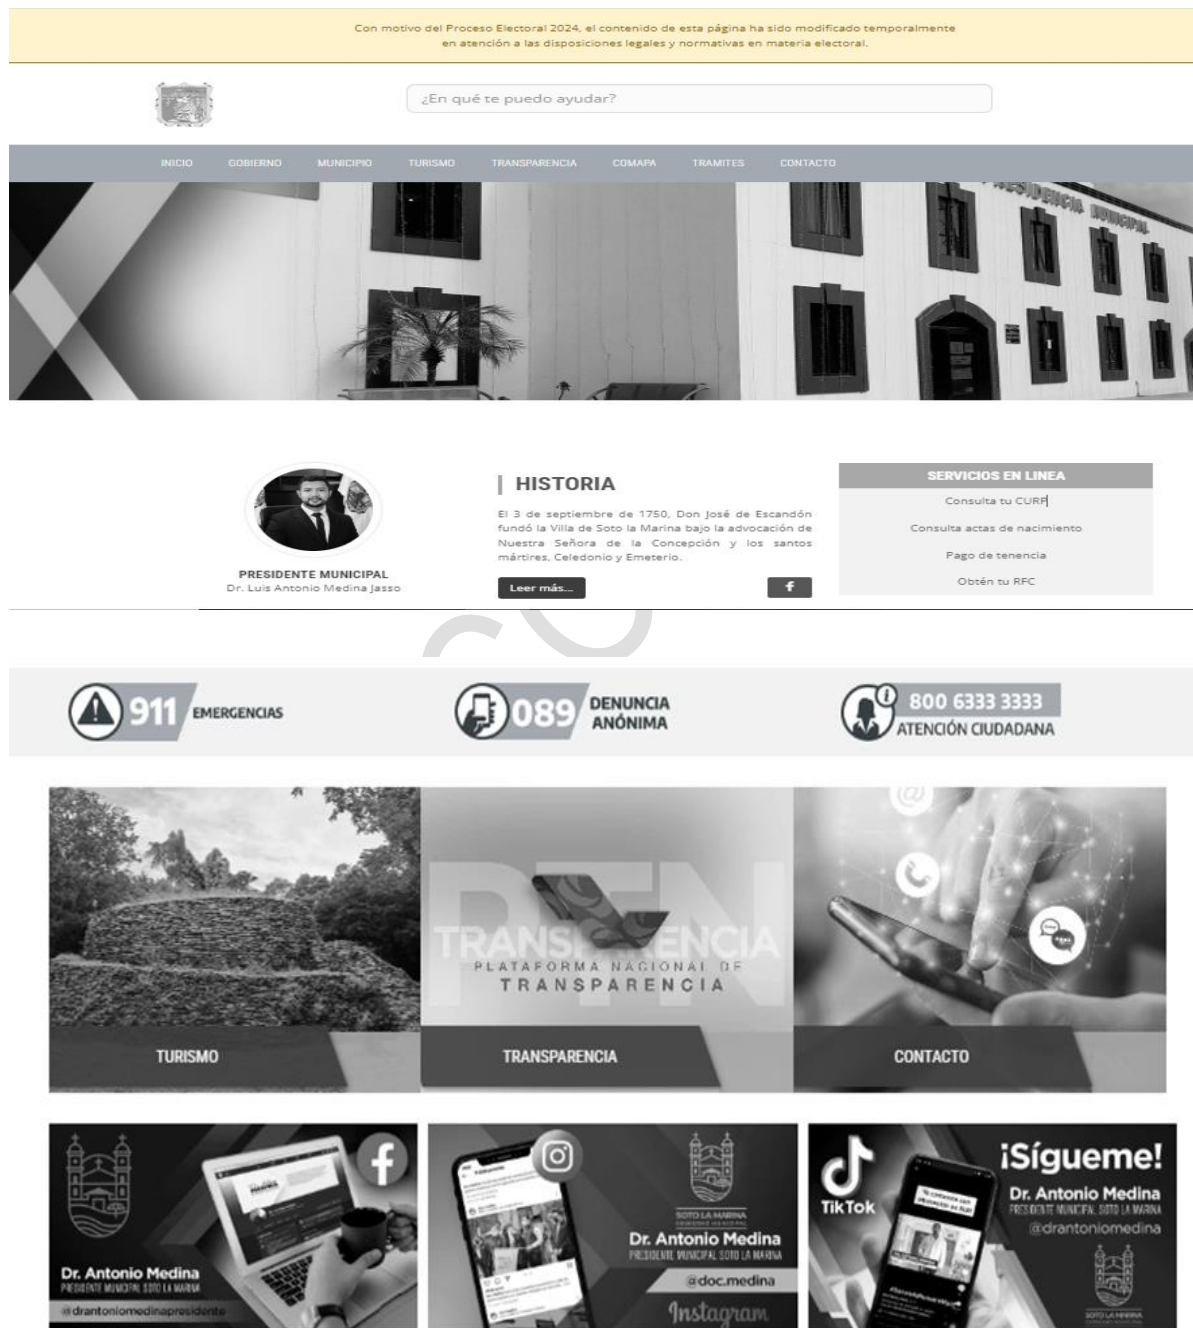 Con motivo del Proceso Electoral 2024, el contenido de esta página ha sido modificado temporalmente
en atención a las disposiciones legales y normativas en materia electoral.
¿En qué te puedo ayudar?
INICIO GOBIERNO MUNICIPIO TURISMO TRANSPARENCIA COMAPA TRAMITES CONTACTO
PRESIDENCIA MUNICIPAL
PRESIDENTE MUNICIPAL
Dr. Luis Antonio Medina Jasso
HISTORIA
El 3 de septiembre de 1750, Don José de Escandón
fundó la Villa de Soto la Marina bajo la advocación de
Nuestra Señora de la Concepción y los santos
mártires, Celedonio y Emeterio.
Leer más...
f
SERVICIOS EN LINEA
Consulta tu CURP
Consulta actas de nacimiento
Pago de tenencia
Obtén tu RFC
911 EMERGENCIAS
089 DENUNCIA
ANÓNIMA
800 6333 3333
ATENCIÓN CIUDADANA
TURISMO
PTN
TRANSPARENCIA
PLATAFORMA NACIONAL DE
TRANSPARENCIA
TRANSPARENCIA
CONTACTO
f
Dr. Antonio Medina
PRESIDENTE MUNICIPAL SOTO LA MARINA
@drantoniomedinapresidente
SOTO LA MARINA
Dr. Antonio Medina
PRESIDENTE MUNICIPAL SOTO LA MARINA
@doc.medina
Instagram
TikTok
¡Sígueme!
Dr. Antonio Medina
PRESIDENTE MUNICIPAL SOTO LA MARINA
@drantoniomedina
SOTO LA MARINA